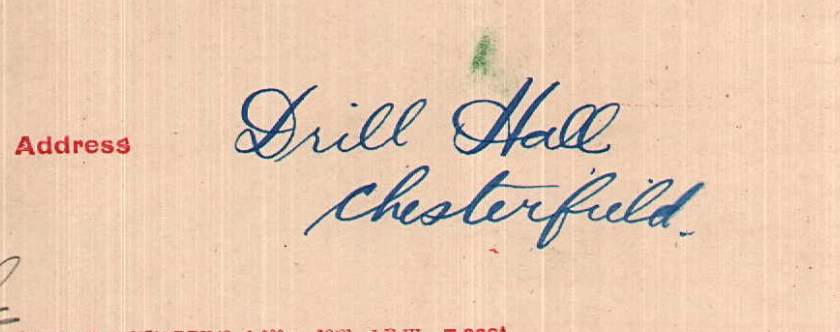 Drill Hall
Address
Chesterfield.